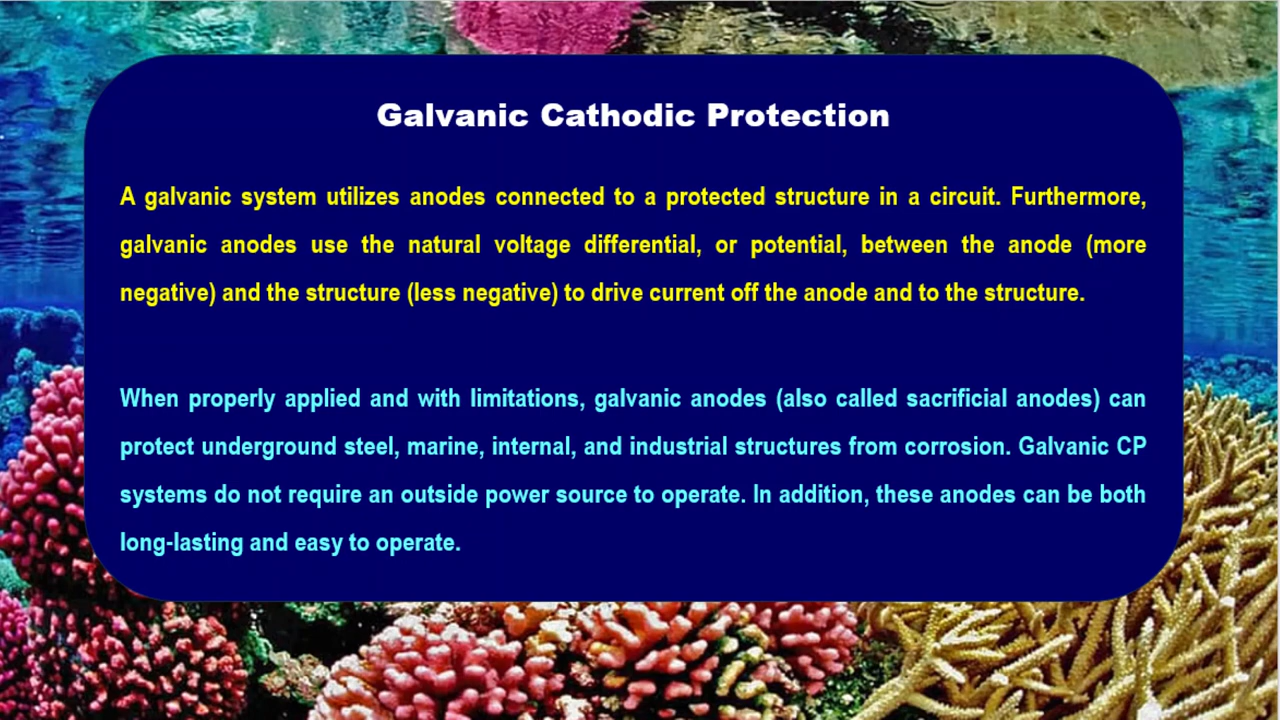 Galvanic Cathodic Protection
A galvanic system utilizes anodes connected to a protected structure in a circuit. Furthermore,
galvanic anodes use the natural voltage differential, or potential, between the anode (more
negative) and the structure (less negative) to drive current off the anode and to the structure.
When properly applied and with limitations, galvanic anodes (also called sacrificial anodes) can
protect underground steel, marine, internal, and industrial structures from corrosion. Galvanic CP
systems do not require an outside power source to operate. In addition, these anodes can be both
long-lasting and easy to operate.